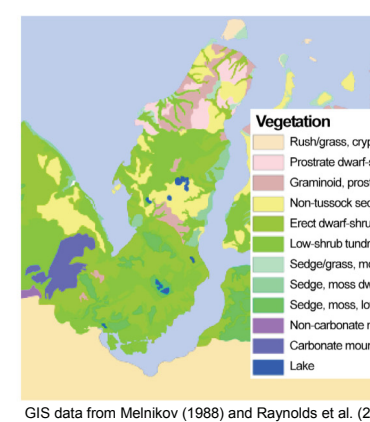 Vegetation
Rush/grass, cryp
Prostrate dwarf-s
Graminoid, prost
Non-tussock sed
Erect dwarf-shru
Low-shrub tundr
Sedge/grass, mo
Sedge, moss dw
Sedge, moss, lo
Non-carbonate m
Carbonate mour
Lake
GIS data from Melnikov (1988) and Raynolds et al. (2